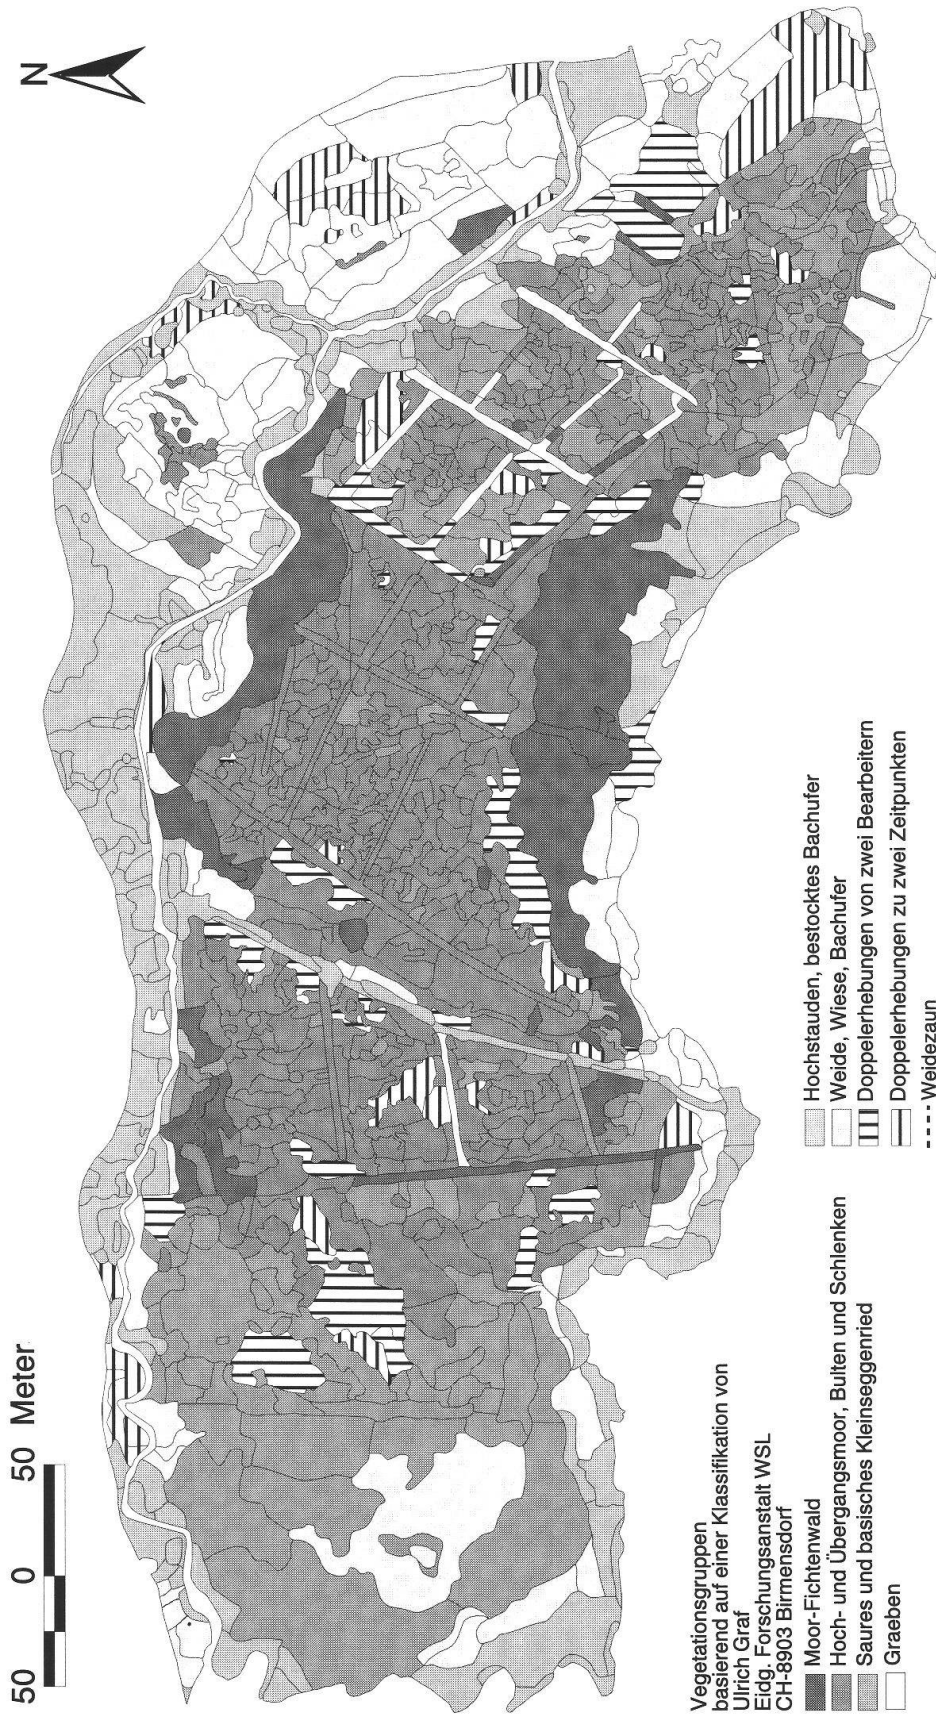 N
50 0 50 Meter
Vegetationsgruppen
basierend auf einer Klassifikation von
Ulrich Graf
Eidg. Forschungsanstalt WSL
CH-8903 Birmensdorf
Moor-Fichtenwald
Hoch- und Übergangsmoor, Bulten und Schlenken
Saures und basisches Kleinseggenried
Graeben
Hochstauden, bestocktes Bachufer
Weide, Wiese, Bachufer
Doppelerhebungen von zwei Bearbeitern
Doppelerhebungen zu zwei Zeitpunkten
Weidezaun